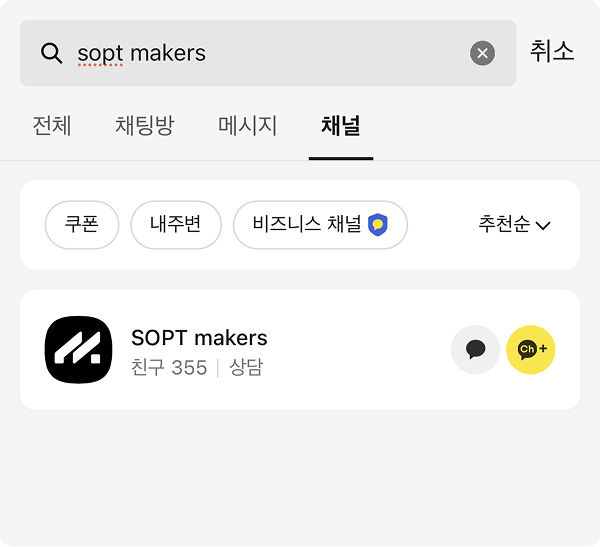 sopt makers 취소
전체 채팅방 메시지 채널
쿠폰 내주변 비즈니스 채널 추천순
SOPT makers
친구 355 | 상담
Ch+